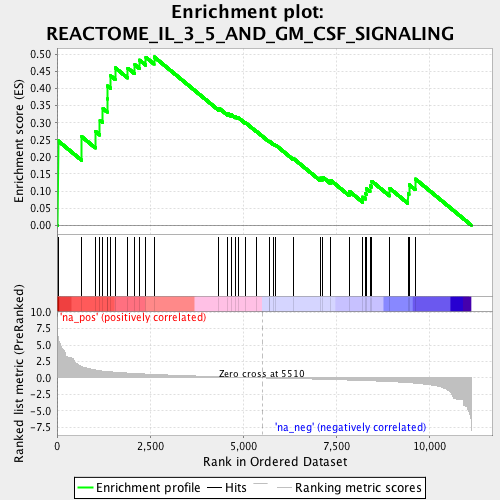 Enrichment plot:
REACTOME_IL_3_5_AND_GM_CSF_SIGNALING
Enrichment score (ES)
0.50
0.45
0.40
0.35
0.30
0.25
0.20
0.15
0.10
0.05
0.00
Ranked list metric (PreRanked)
10.0
7.5
5.0
2.5
0.0
-2.5
-5.0
-7.5
'na_pos' (positively correlated)
Zero cross at 5510
'na_neg' (negatively correlated)
0
2,500
5,000
7,500
10,000
Rank in Ordered Dataset
Enrichment profile
Hits
Ranking metric scores